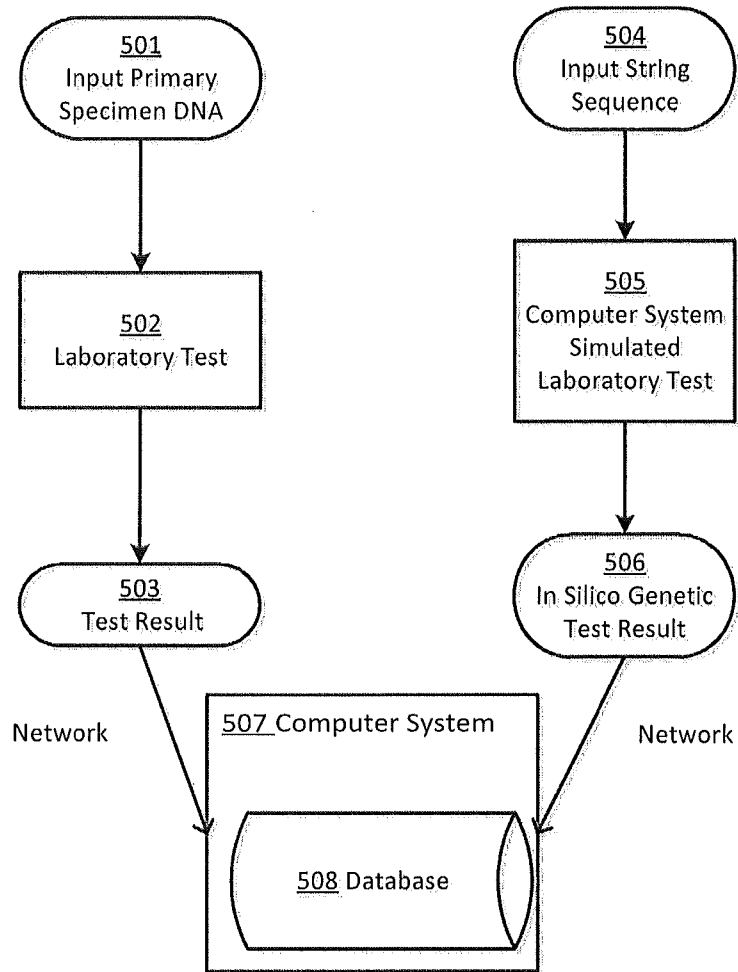 501
Input Primary
Specimen DNA
504
Input String
Sequence
502
Laboratory Test
505
Computer System
Simulated
Laboratory Test
503
Test Result
506
In Silico Genetic
Test Result
Network
507 Computer System
Network
508 Database